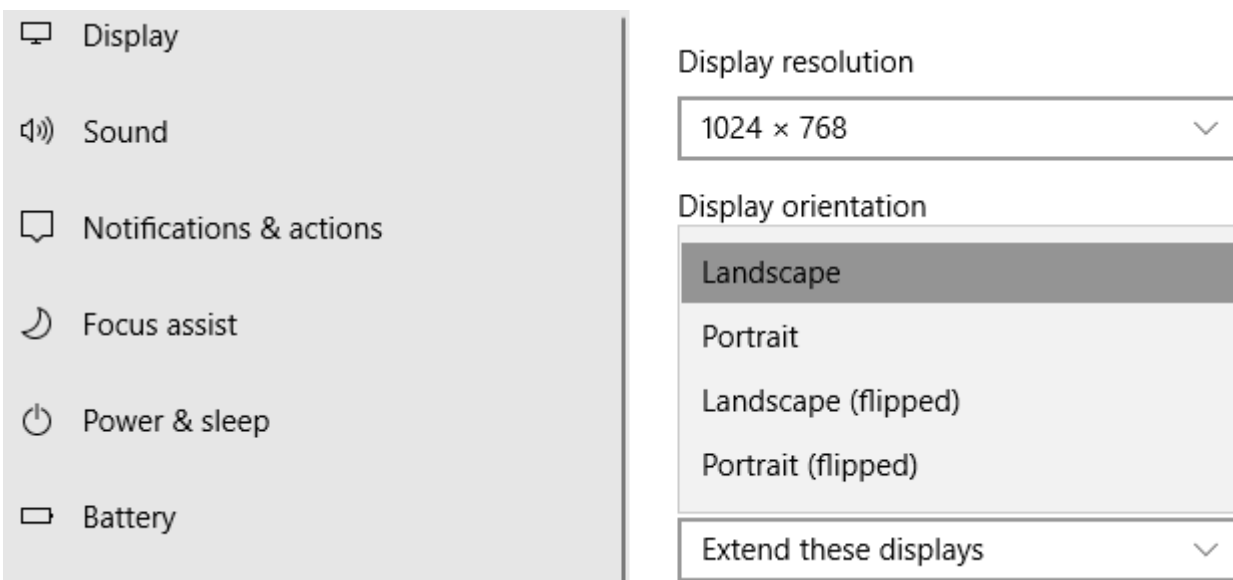 Display
Sound
Notifications & actions
Focus assist
Power & sleep
Battery
Display resolution
1024 × 768
Display orientation
Landscape
Portrait
Landscape (flipped)
Portrait (flipped)
Extend these displays